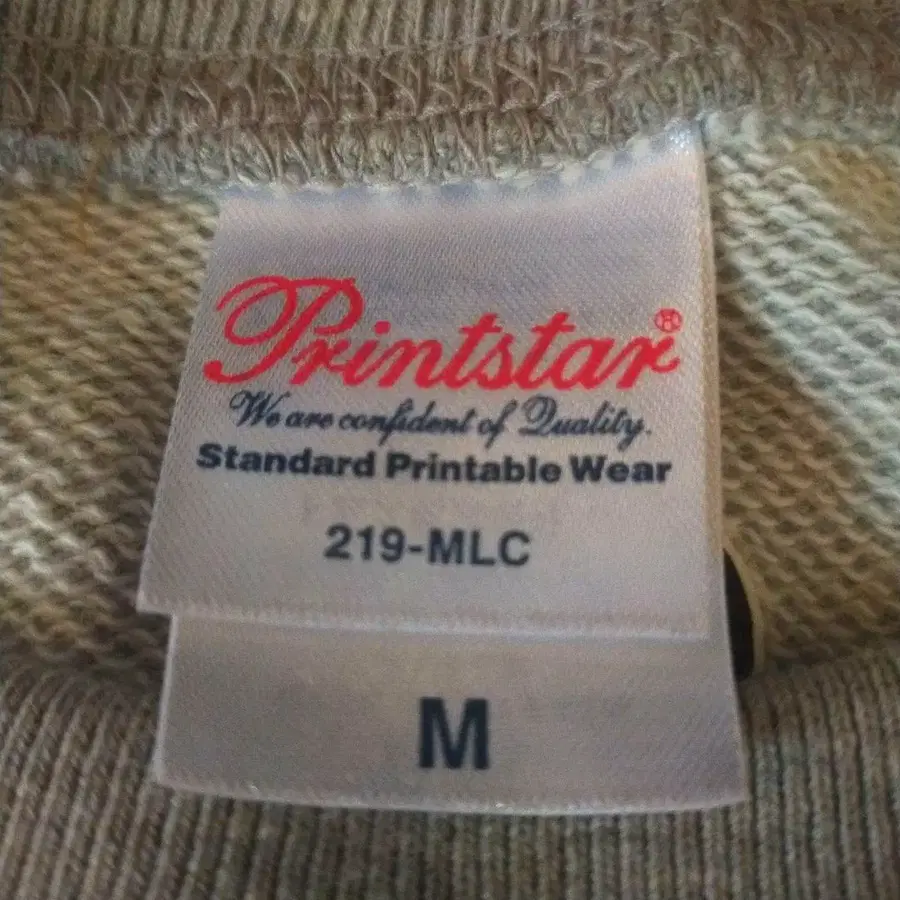 Printstar®
We are confident of Quality.
Standard Printable Wear
219-MLC
M